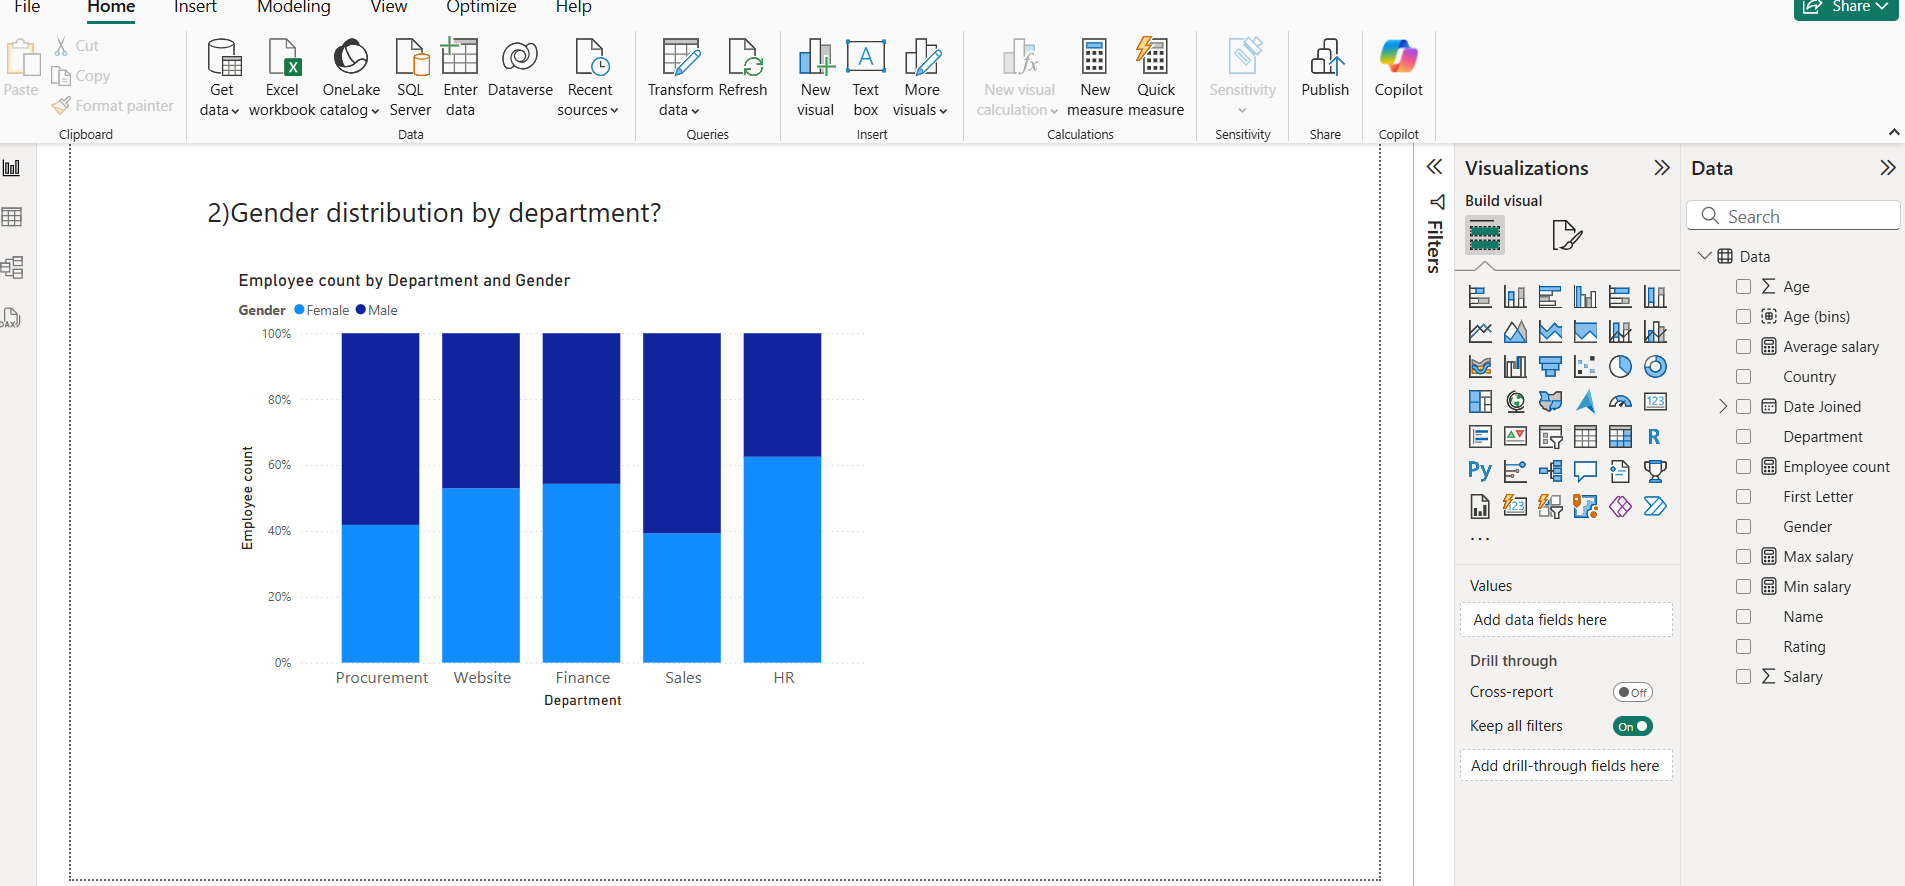 File Home Insert Modeling View Optimize Help
Share
Paste
Cut
Copy
Format painter
Clipboard
Get data
Excel workbook
OneLake catalog
SQL Server
Enter data
Dataverse
Recent sources
Data
Transform data
Refresh
Queries
New visual
Text box
A
More visuals
Insert
New visual calculation
New measure
Quick measure
Calculations
Sensitivity
Sensitivity
Publish
Share
Copilot
Copilot
DAX
2)Gender distribution by department?
Employee count by Department and Gender
Gender Female Male
100%
80%
60%
40%
20%
0%
Employee count
Procurement Website Finance Sales HR
Department
Filters
Visualizations
Build visual
123
R
Py
123
...
Values
Add data fields here
Drill through
Cross-report Off
Keep all filters On
Add drill-through fields here
Data
Search
Data
Age
Age (bins)
Average salary
Country
Date Joined
Department
Employee count
First Letter
Gender
Max salary
Min salary
Name
Rating
Salary